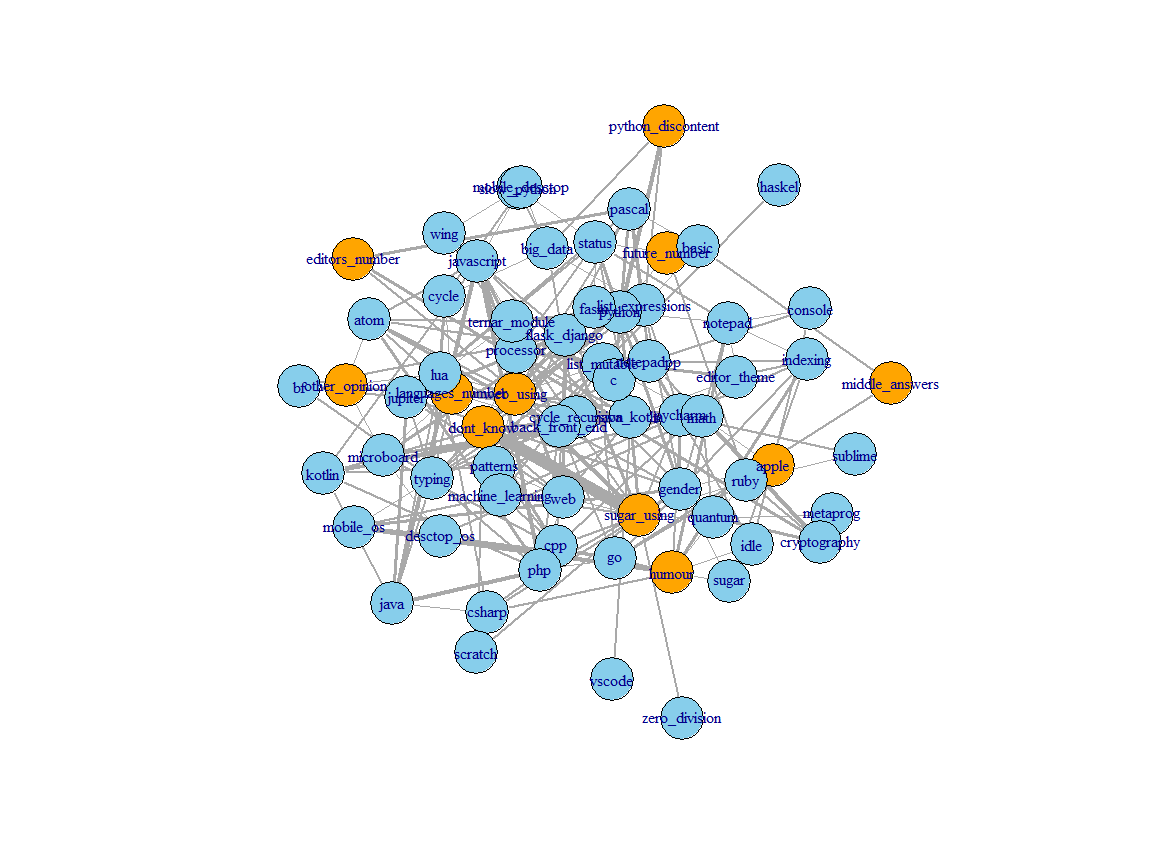 python_discontent
haskel
mobile_desctop
slow_python
pascal
wing
status
big_data
editors_number
javascript
future_number
basic
cycle
list_expressions
fash
python
console
atom
ternar_module
notepad
flask_django
processor
indexing
list_mutable
notepadpp
lua
c
editor_theme
bf
other_opinion
middle_answers
jupiter
languages_number
web_using
cycle_recursion
java_kotlin
pycharm
math
dont_know
back_front_end
microboard
sublime
patterns
apple
kotlin
typing
ruby
machine_learning
web
gender
sugar_using
quantum
metaprog
mobile_os
desctop_os
cpp
idle
cryptography
php
go
humour
sugar
java
csharp
scratch
vscode
zero_division